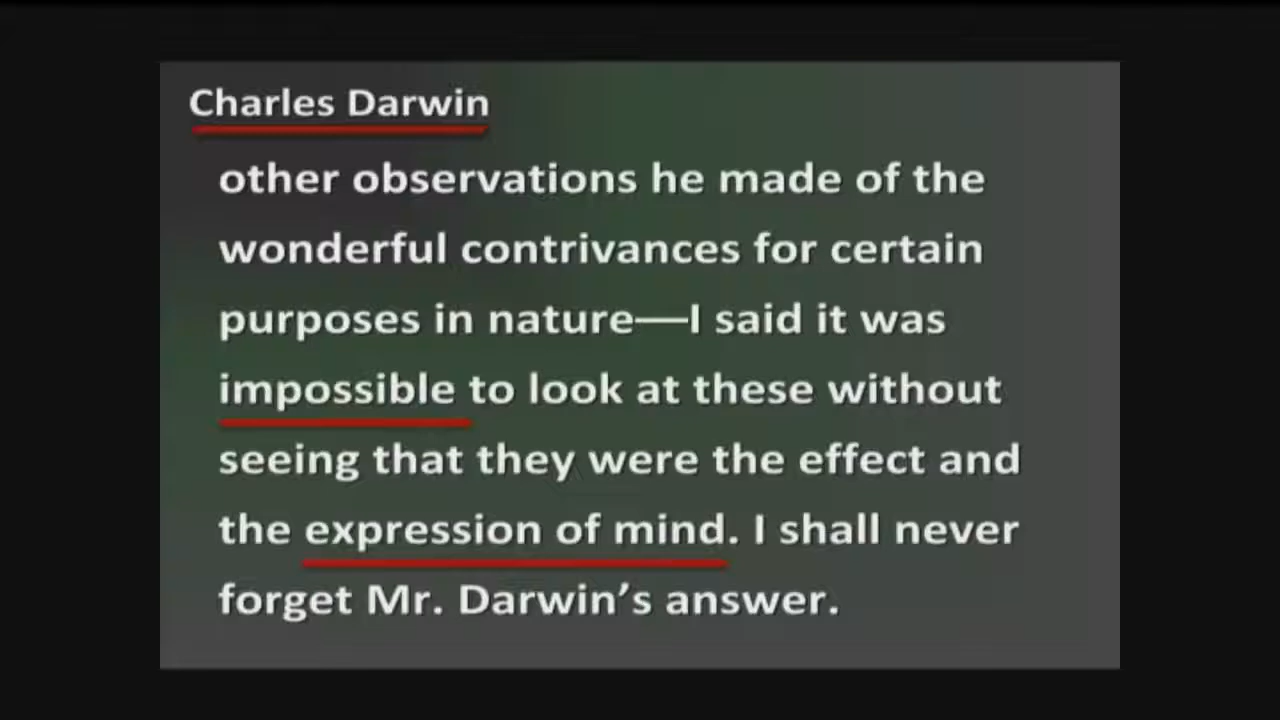 Charles Darwin
other observations he made of the
wonderful contrivances for certain
purposes in nature—I said it was
impossible to look at these without
seeing that they were the effect and
the expression of mind. I shall never
forget Mr. Darwin’s answer.